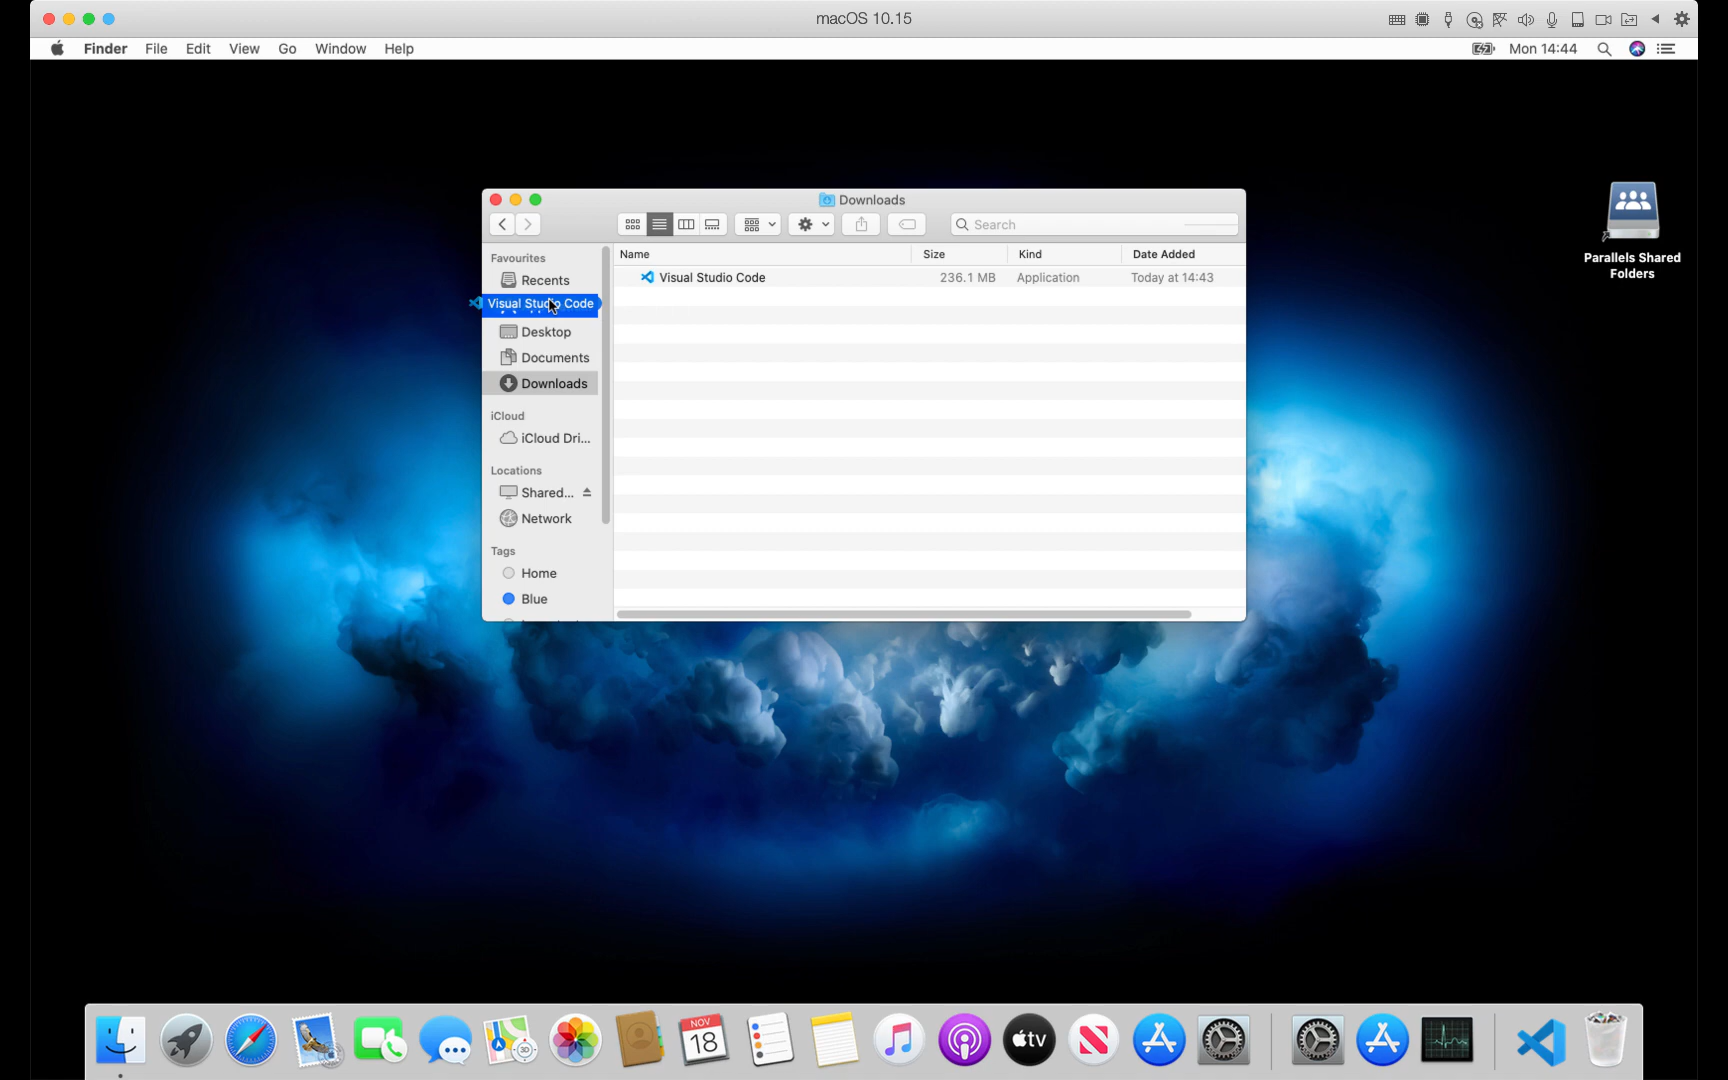 macOS 10.15
Finder File Edit View Go Window Help
Mon 14:44
Downloads
Search
Favourites
Recents
Visual Studio Code
Desktop
Documents
Downloads
iCloud
iCloud Dri...
Locations
Shared...
Network
Tags
Home
Blue
Name Size Kind Date Added
Visual Studio Code 236.1 MB Application Today at 14:43
Parallels Shared
Folders
3D
NOV
18
tv